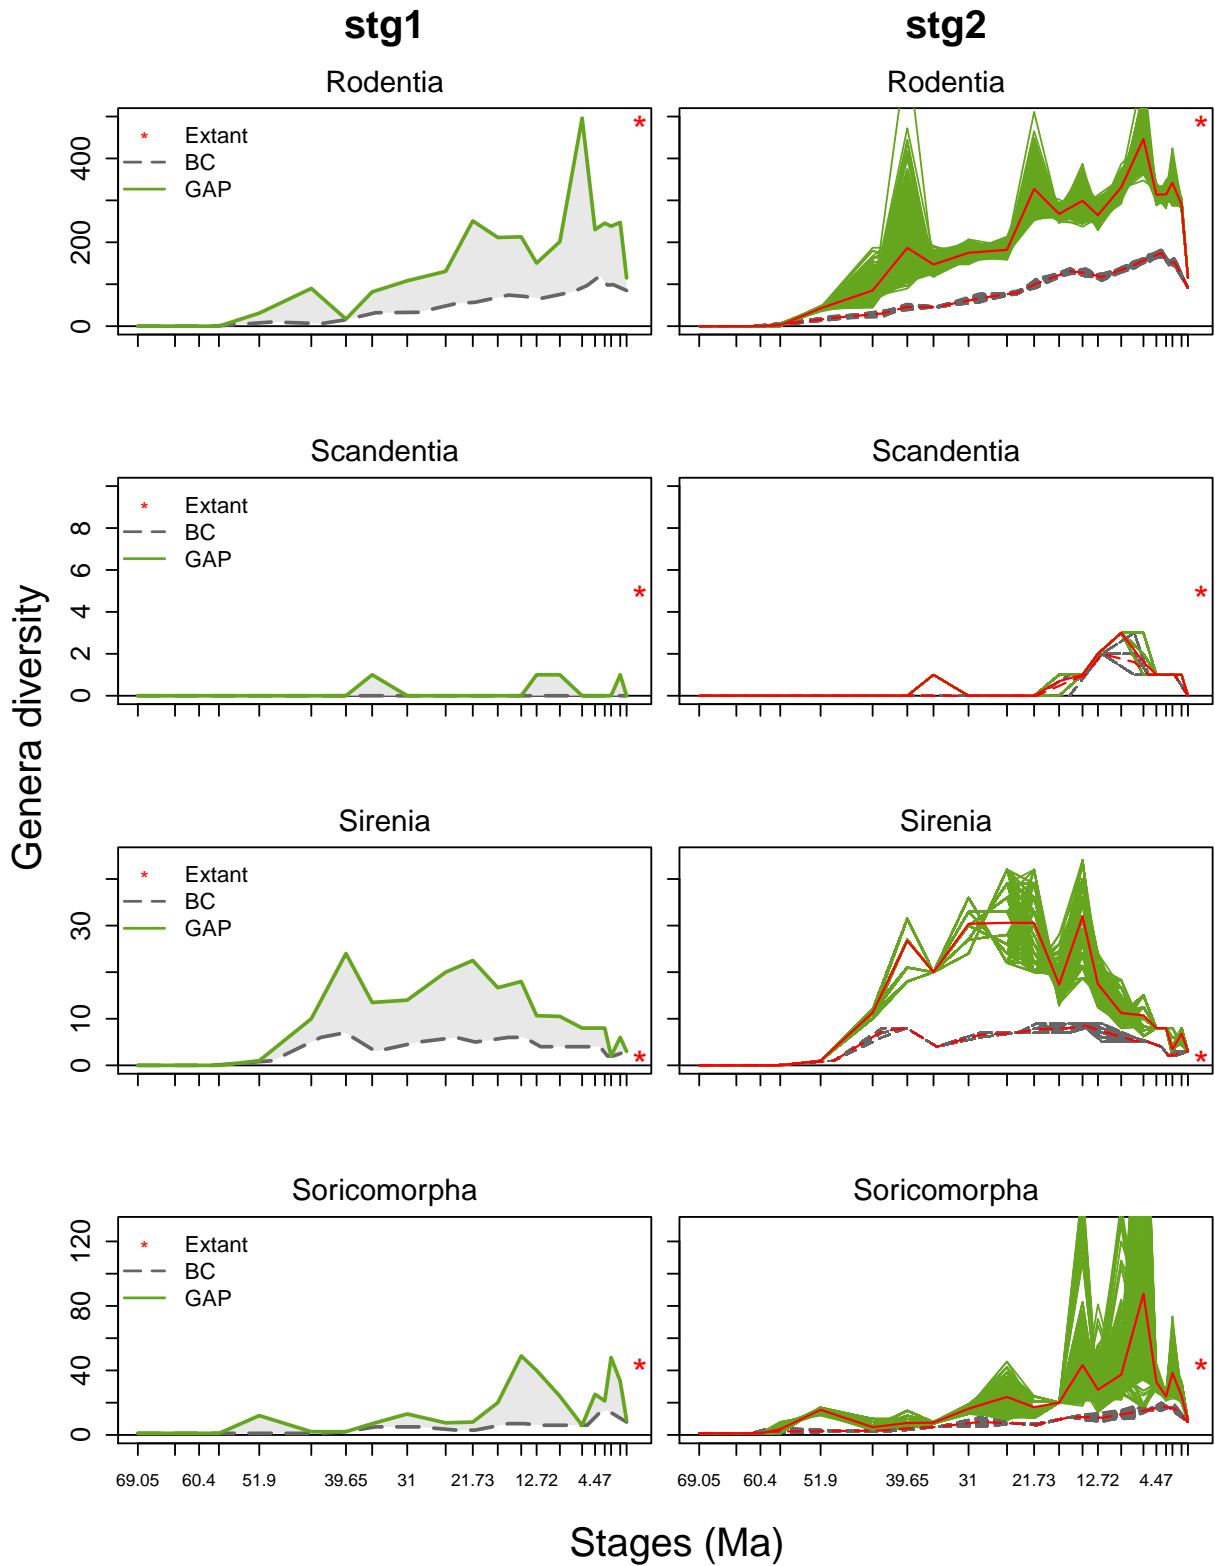 stg1 stg2
Rodentia Rodentia
400
200
0
* Extant
BC
GAP
*
*
Scandentia Scandentia
8
6
4
2
0
* Extant
BC
GAP
*
*
Genera diversity
Sirenia Sirenia
30
10
0
* Extant
BC
GAP
*
*
Soricomorpha Soricomorpha
120
80
40
0
* Extant
BC
GAP
*
*
69.05 60.4 51.9 39.65 31 21.73 12.72 4.47 69.05 60.4 51.9 39.65 31 21.73 12.72 4.47
Stages (Ma)